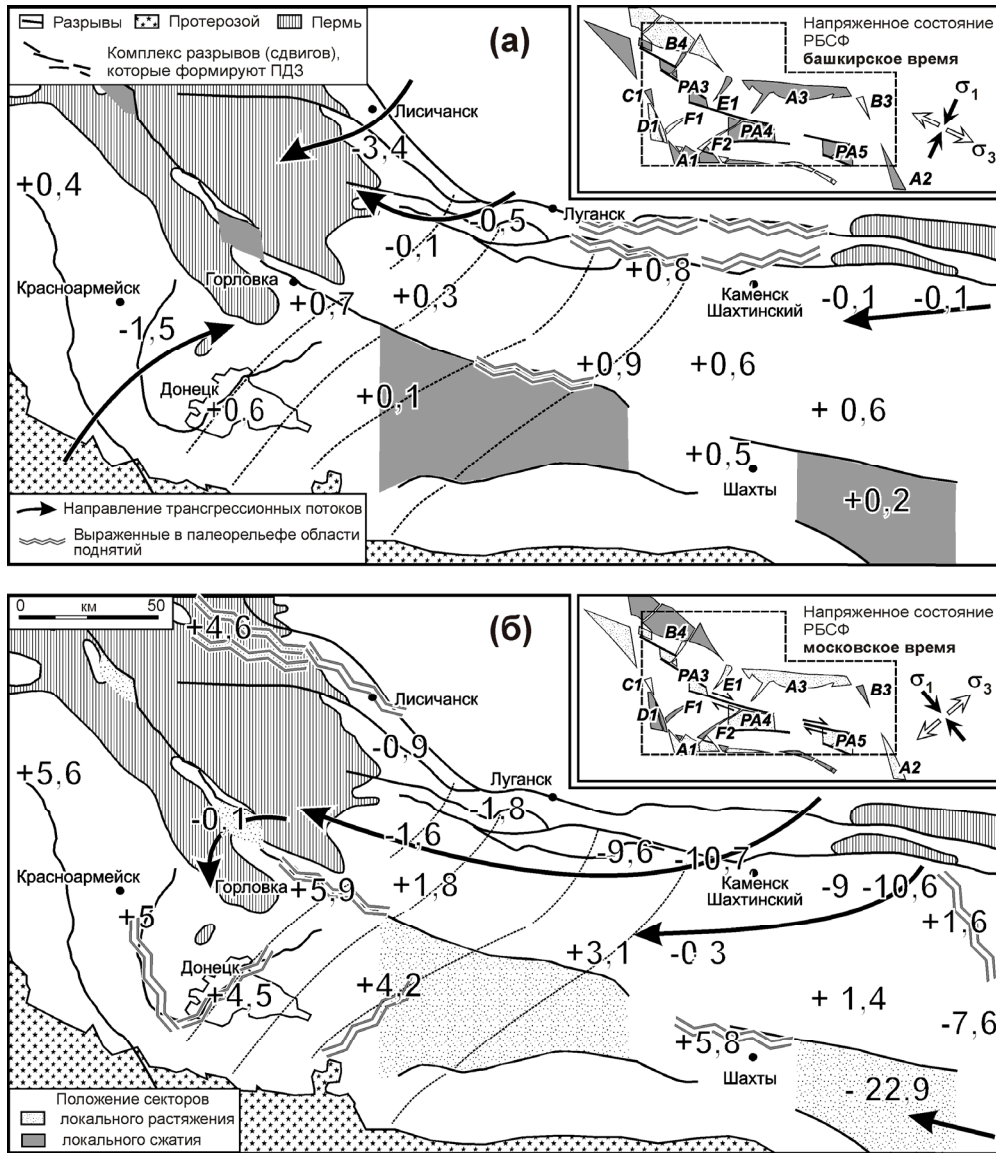 Разрывы Протерозой Пермь
Комплекс разрывов (сдвигов),
которые формируют ПДЗ
(а)
Напряженное состояние
РБСФ
башкирское время
B4
PA3
E1
A3
B3
C1
D1
F1
F2
PA4
PA5
A1
A2
σ1
σ3
Лисичанск
-3,4
+0,4
-0,5
Луганск
-0,1
+0,8
Горловка
Красноармейск
+0,7
+0,3
Каменск
Шахтинский
-0,1
-0,1
-1,5
Донецк
+0,6
+0,1
+0,9
+0,6
+ 0,6
+0,5
Шахты
+0,2
Направление трансгрессионных потоков
Выраженные в палеорельефе области
поднятий
0 км 50
(б)
Напряженное состояние
РБСФ
московское время
B4
PA3
E1
A3
B3
C1
D1
F1
F2
PA4
PA5
A1
A2
σ1
σ3
+4,6
Лисичанск
-0,9
+5,6
Луганск
-1,8
-0,1
-1,6
-9,6
-10,7
Красноармейск
Горловка
+5,9
+1,8
Каменск
Шахтинский
-9
-10,6
+5
+1,6
Донецк
+4,5
+4,2
+3,1
-0 3
+ 1,4
-7,6
+5,8
Шахты
- 22.9
Положение секторов
локального растяжения
локального сжатия